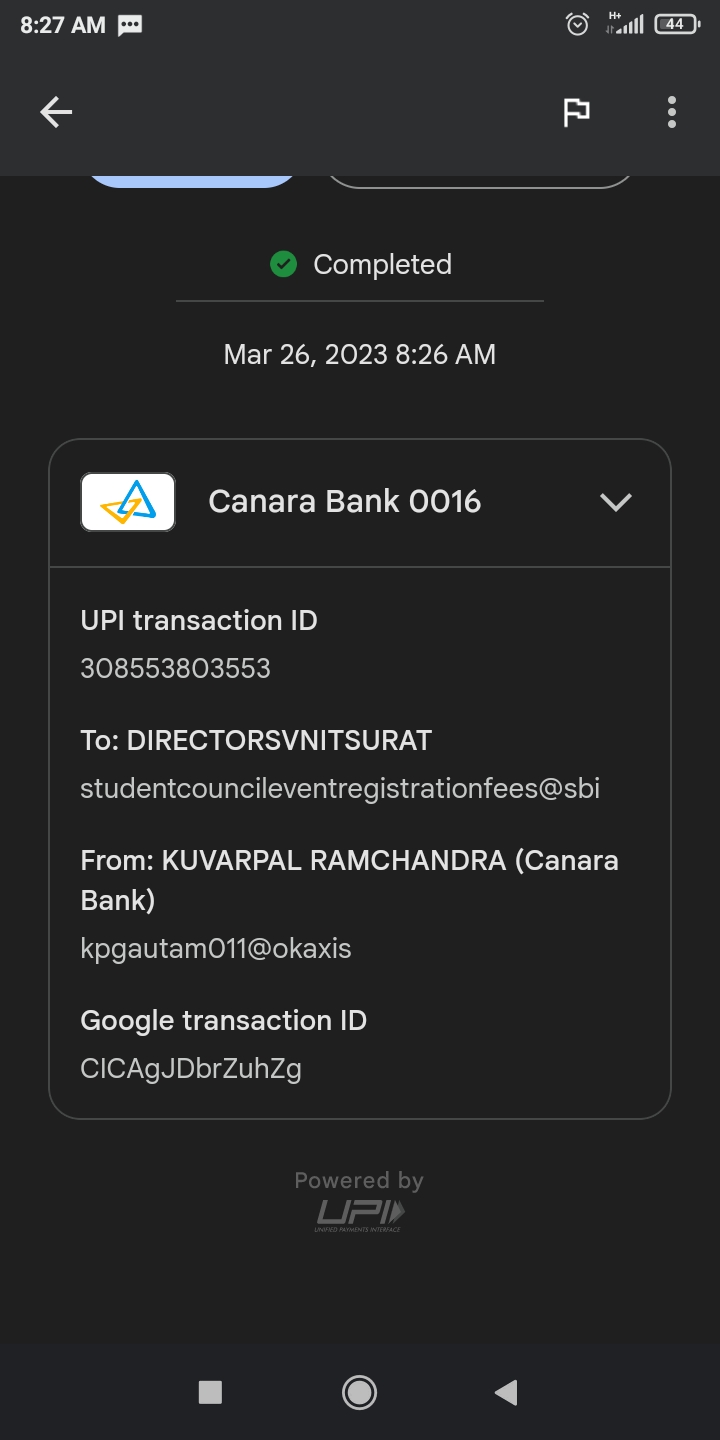 8:27 AM
H+
44
Completed
Mar 26, 2023 8:26 AM
Canara Bank 0016
UPI transaction ID
308553803553
To: DIRECTORSVNITSURAT
studentcouncileventregistrationfees@sbi
From: KUVARPAL RAMCHANDRA (Canara
Bank)
kpgautam011@okaxis
Google transaction ID
CICAgJDbrZuhZg
Powered by
UPI
UNIFIED PAYMENTS INTERFACE